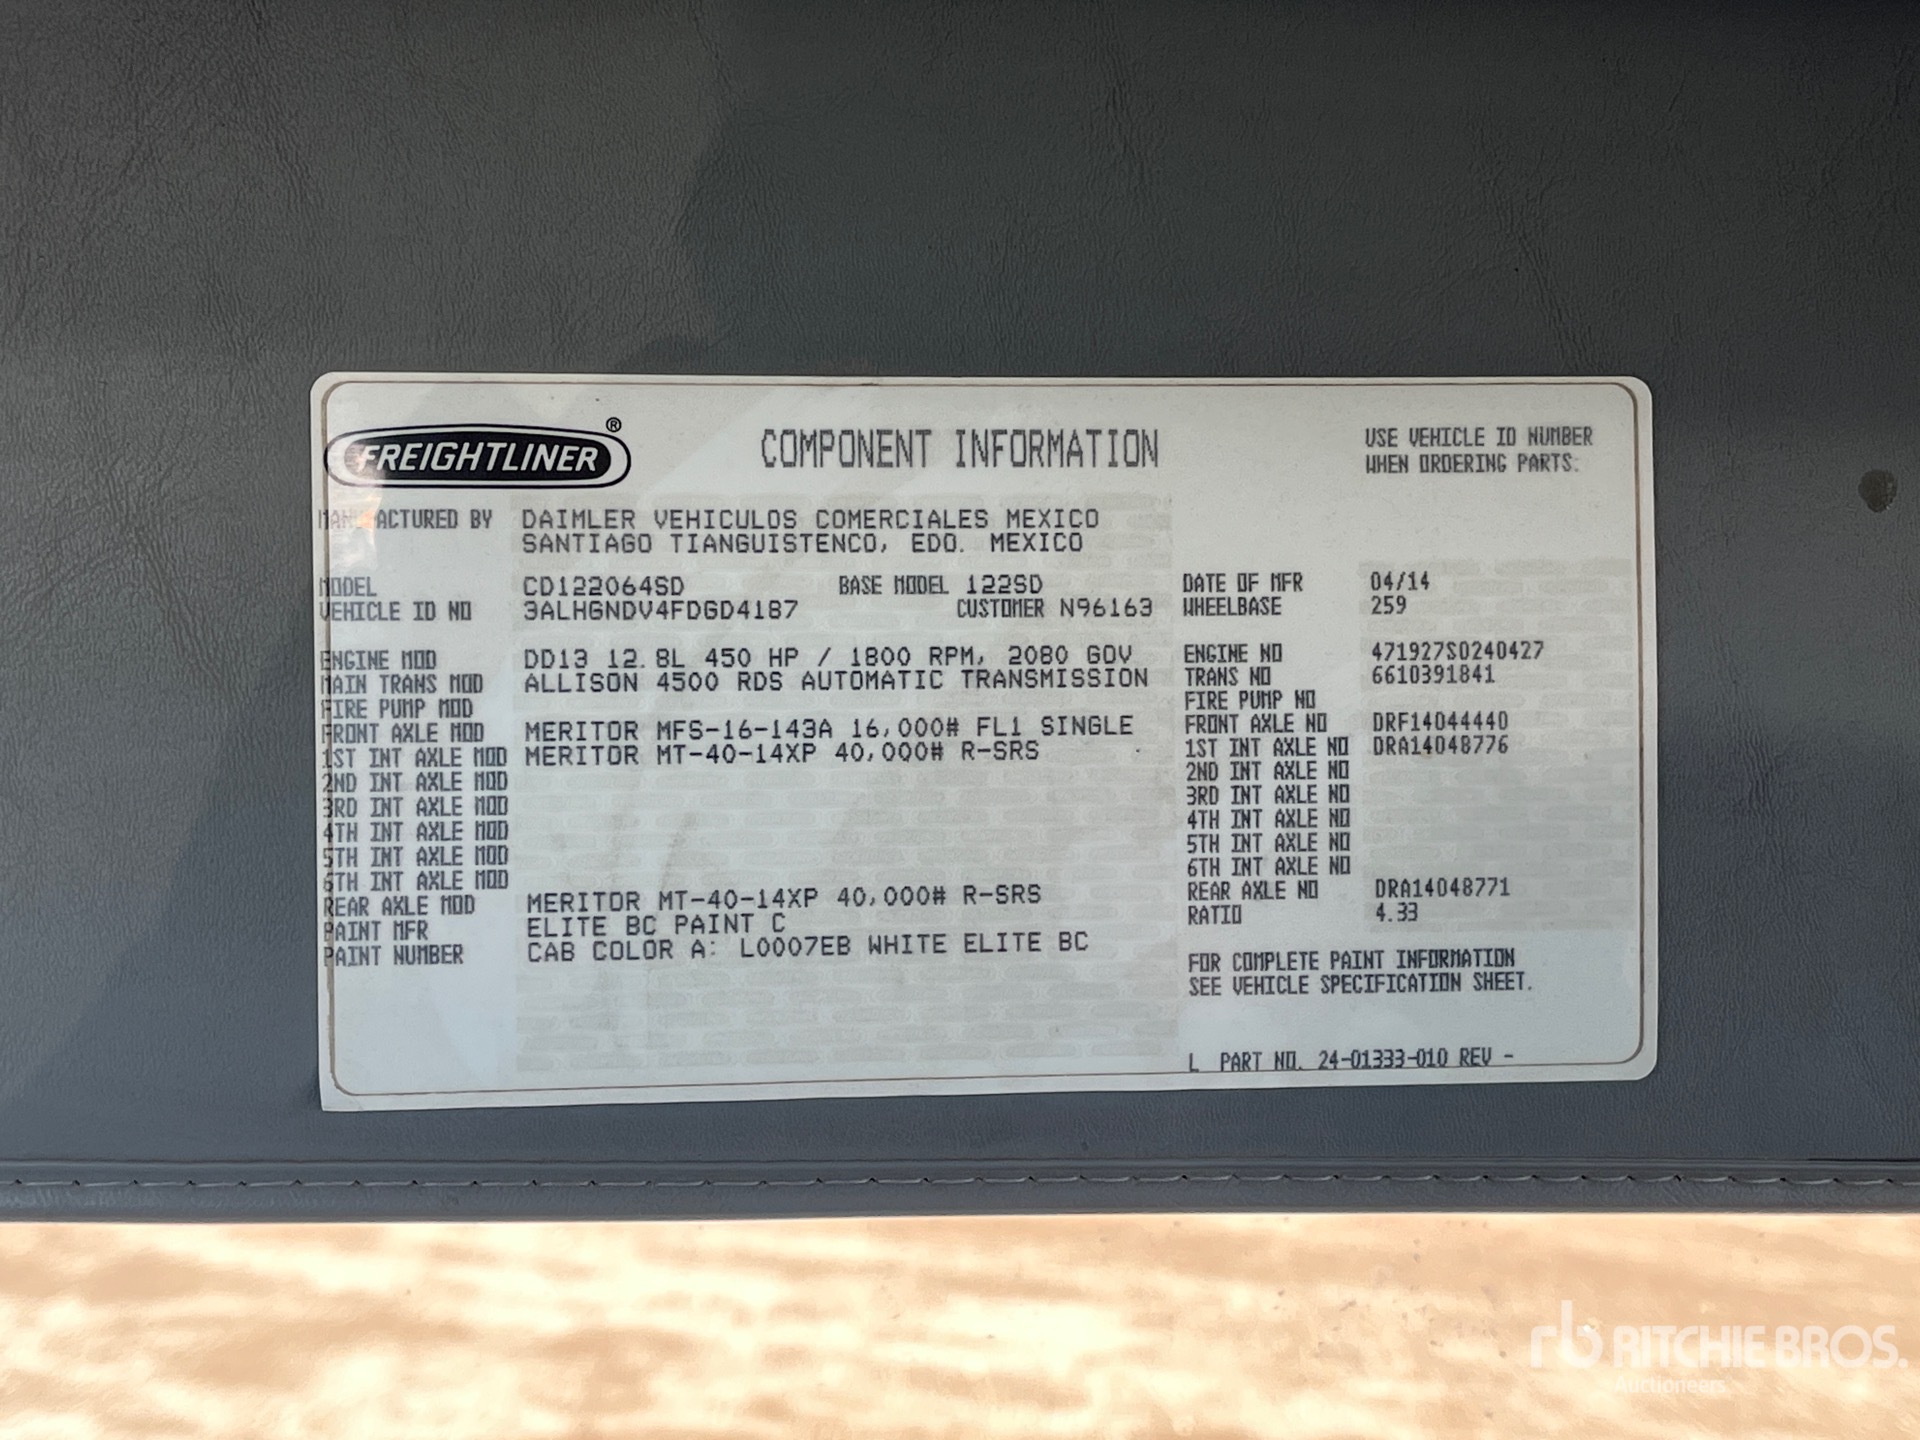 FREIGHTLINER®
COMPONENT INFORMATION
USE VEHICLE ID NUMBER
WHEN ORDERING PARTS.
MANUFACTURED BY DAIMLER VEHICULOS COMERCIALES MEXICO
SANTIAGO TIANGUISTENCO, EDO. MEXICO
MODEL CD122064SD BASE MODEL 122SD DATE OF MFR 04/14
VEHICLE ID NO 3ALHGNDV4FDGD4187 CUSTOMER N96163 WHEELBASE 259
ENGINE MOD DD13 12.8L 450 HP / 1800 RPM, 2080 GOV ENGINE NO 471927S0240427
MAIN TRANS MOD ALLISON 4500 RDS AUTOMATIC TRANSMISSION TRANS NO 6610391841
FIRE PUMP MOD FIRE PUMP NO
FRONT AXLE MOD MERITOR MFS-16-143A 16,000# FL1 SINGLE FRONT AXLE NO DRF14044440
1ST INT AXLE MOD MERITOR MT-40-14XP 40,000# R-SRS 1ST INT AXLE NO DRA14048776
2ND INT AXLE MOD 2ND INT AXLE NO
3RD INT AXLE MOD 3RD INT AXLE NO
4TH INT AXLE MOD 4TH INT AXLE NO
5TH INT AXLE MOD 5TH INT AXLE NO
6TH INT AXLE MOD 6TH INT AXLE NO
REAR AXLE MOD MERITOR MT-40-14XP 40,000# R-SRS REAR AXLE NO DRA14048771
PAINT MFR ELITE BC PAINT C RATIO 4.33
PAINT NUMBER CAB COLOR A: L0007EB WHITE ELITE BC
FOR COMPLETE PAINT INFORMATION
SEE VEHICLE SPECIFICATION SHEET.
L PART NO. 24-01333-010 REV -
rb RITCHIE BROS.
Auctioneers